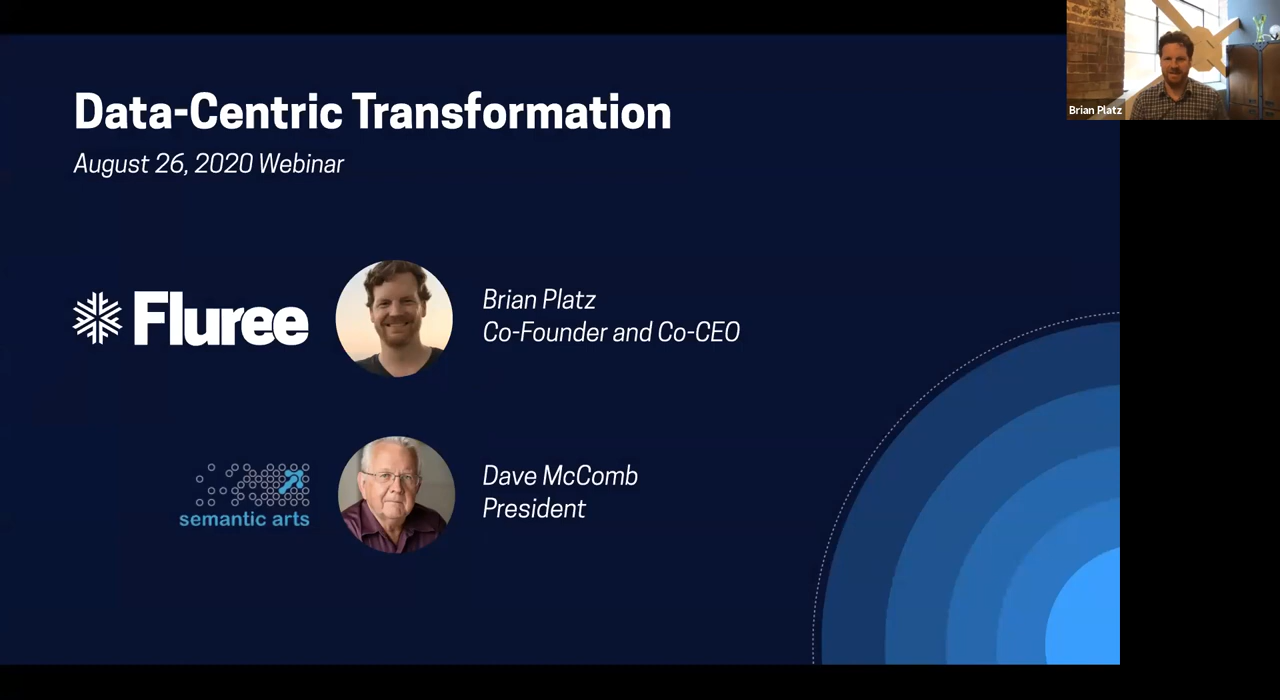 Data-Centric Transformation
August 26, 2020 Webinar
Brian Platz
Fluree
Brian Platz
Co-Founder and Co-CEO
semantic arts
Dave McComb
President